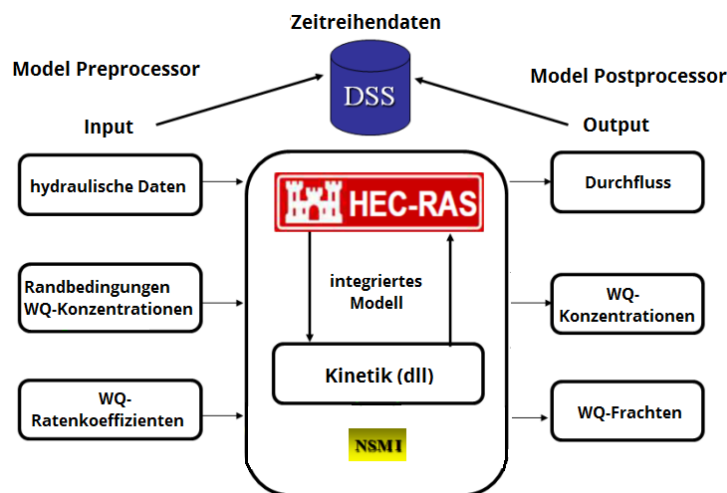 Zeitreihendaten
Model Preprocessor
Model Postprocessor
DSS
Input
Output
hydraulische Daten
HEC-RAS
Durchfluss
Randbedingungen
WQ-Konzentrationen
integriertes
Modell
WQ-
Konzentrationen
WQ-
Ratenkoeffizienten
Kinetik (dll)
WQ-Frachten
NSMI